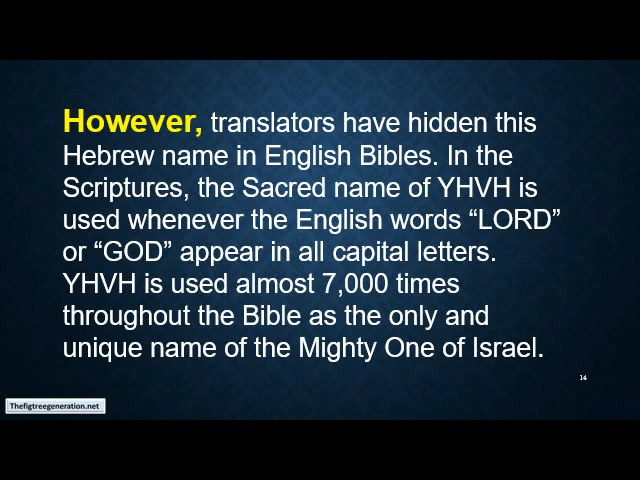 However, translators have hidden this
Hebrew name in English Bibles. In the
Scriptures, the Sacred name of YHVH is
used whenever the English words “LORD”
or “GOD” appear in all capital letters.
YHVH is used almost 7,000 times
throughout the Bible as the only and
unique name of the Mighty One of Israel.
14
Thefigtreegeneration.net